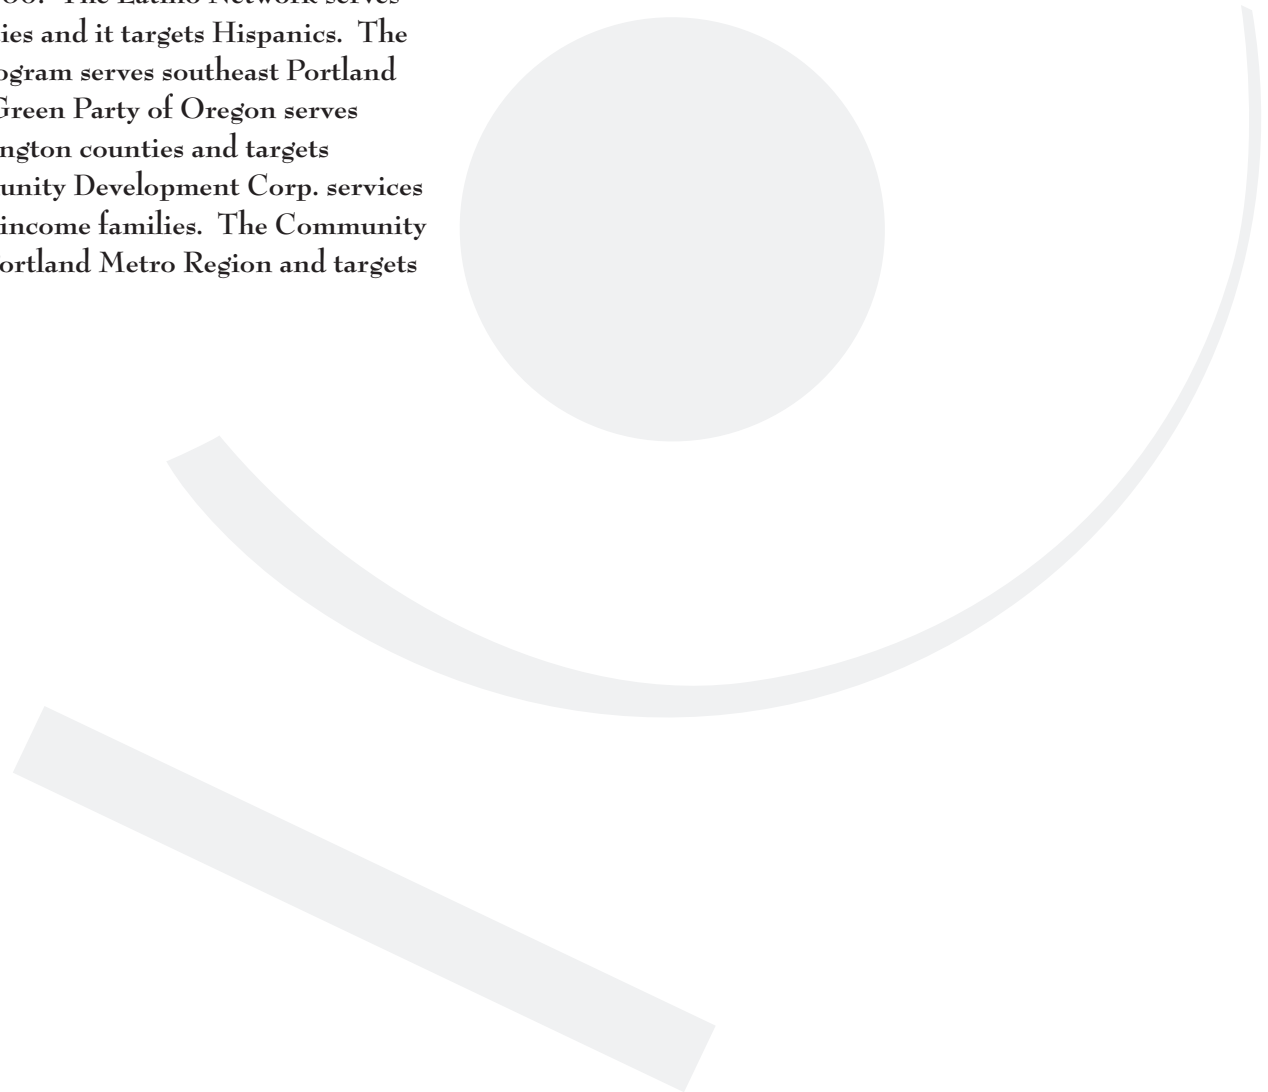 The Latino Network serves
ies and it targets Hispanics. The
ogram serves southeast Portland
Green Party of Oregon serves
ngton counties and targets
unity Development Corp. services
income families. The Community
ortland Metro Region and targets